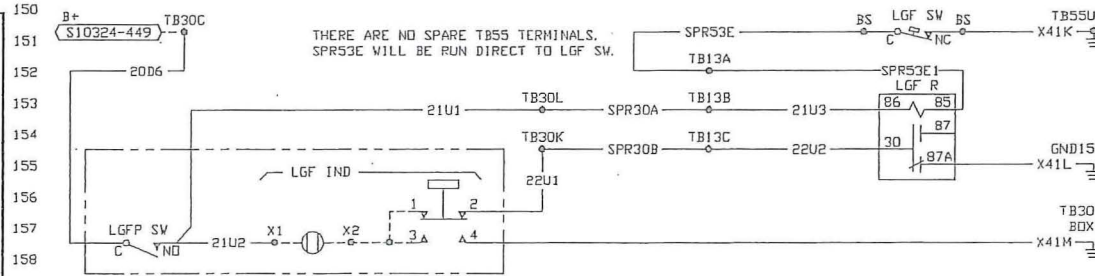 150
B+
S10324-449
TB30C
THERE ARE NO SPARE TB55 TERMINALS.
SPR53E WILL BE RUN DIRECT TO LGF SW.
SPR53E
BS
LGF SW
BS
C
NC
TB55U
X41K
151
152
20D6
TB13A
SPR53E1
LGF R
153
21U1
TB30L
SPR30A
TB13B
21U3
86
85
87
154
TB30K
SPR30B
TB13C
22U2
30
87A
155
GND15
X41L
LGF IND
22U1
156
1
2
TB30
BOX
157
LGFP SW
C
NO
21U2
X1
X2
3
4
X41M
158